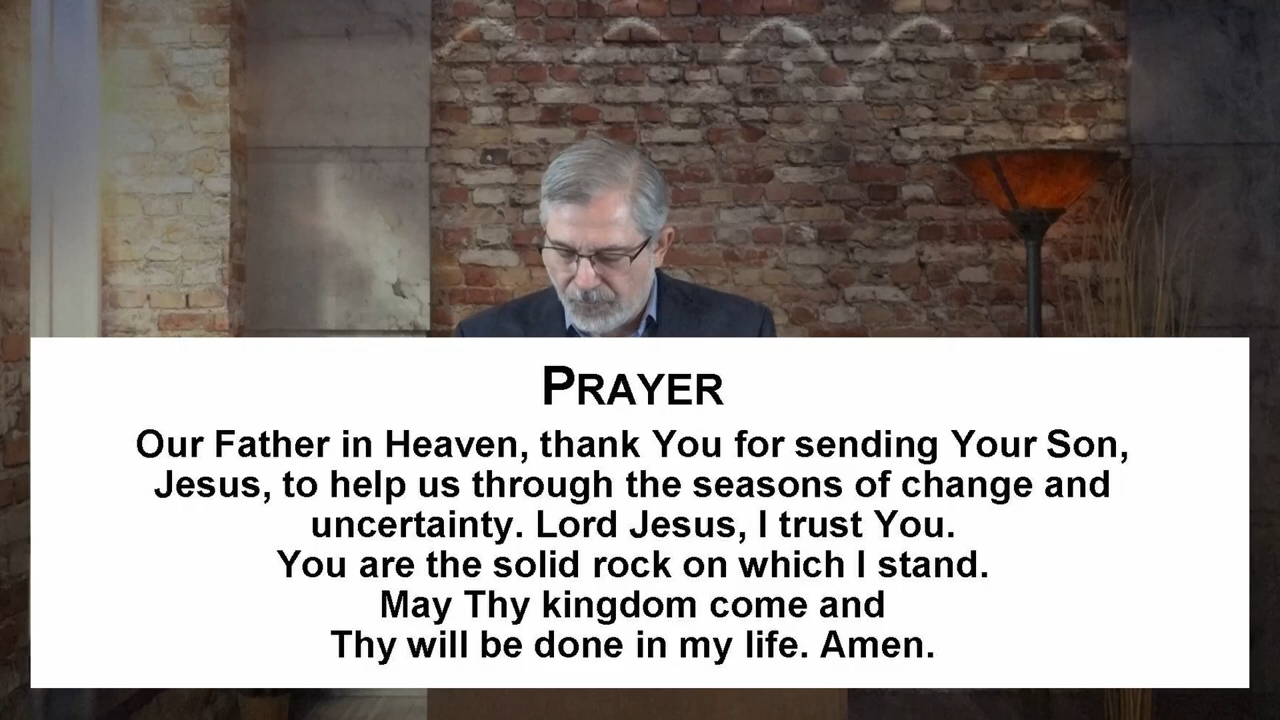 PRAYER
Our Father in Heaven, thank You for sending Your Son,
Jesus, to help us through the seasons of change and
uncertainty. Lord Jesus, I trust You.
You are the solid rock on which I stand.
May Thy kingdom come and
Thy will be done in my life. Amen.